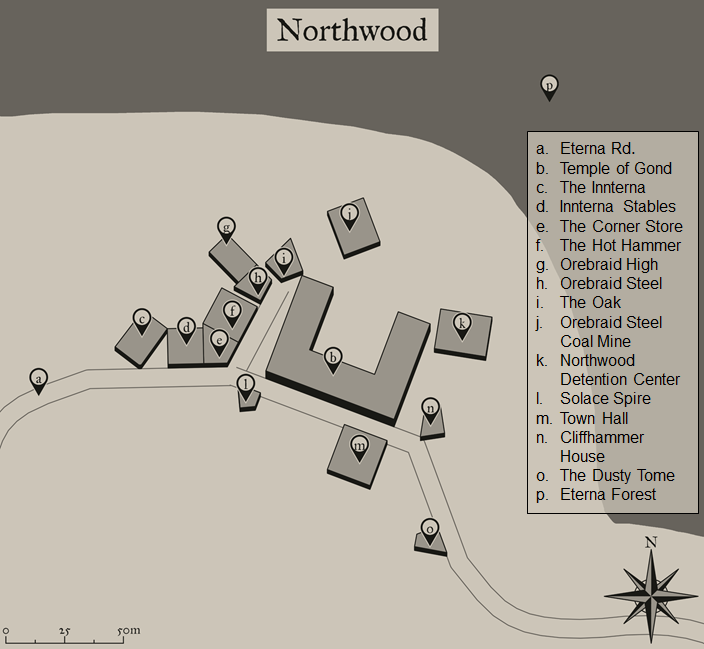 Northwood
p
a. Eterna Rd.
b. Temple of Gond
c. The Innterna
d. Innterna Stables
e. The Corner Store
f. The Hot Hammer
g. Orebraid High
h. Orebraid Steel
i. The Oak
j. Orebraid Steel
Coal Mine
k. Northwood
Detention Center
l. Solace Spire
m. Town Hall
n. Cliffhammer
House
o. The Dusty Tome
p. Eterna Forest
j
g
i
h
f
c
d
k
e
b
a
l
n
m
o
N
0 25 50m